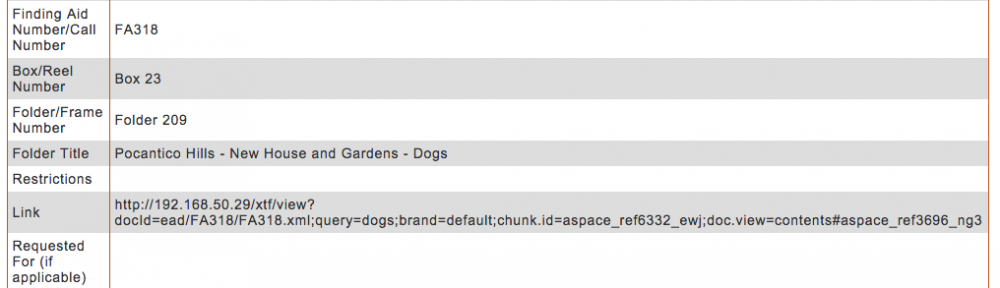 Finding Aid
Number/Call
Number
FA318
Box/Reel
Number
Box 23
Folder/Frame
Number
Folder 209
Folder Title
Pocantico Hills - New House and Gardens - Dogs
Restrictions
Link
http://192.168.50.29/xtf/view?
docId=ead/FA318/FA318.xml;query=dogs;brand=default;chunk.id=aspace_ref6332_ewj;doc.view=contents#aspace_ref3696_ng3
Requested
For (if
applicable)